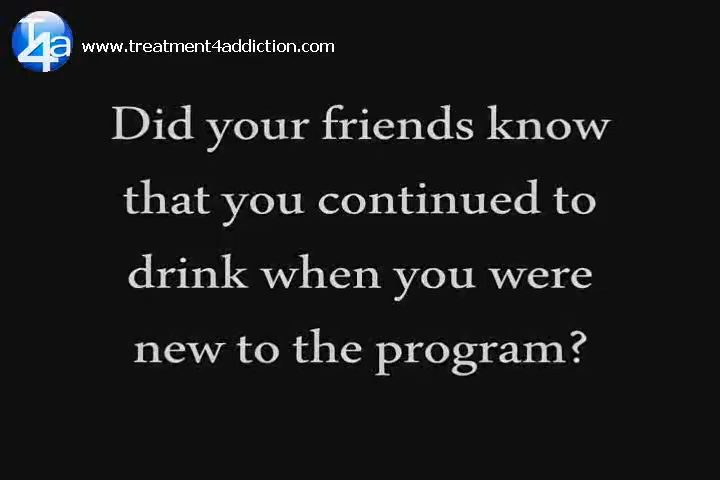 T4a
www.treatment4addiction.com
Did your friends know
that you continued to
drink when you were
new to the program?